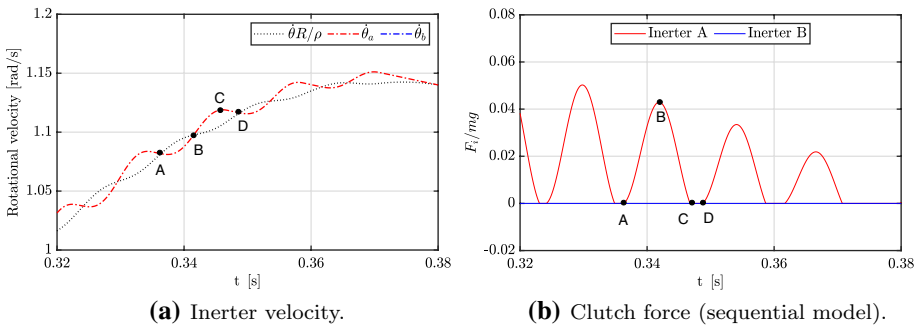 1.2
θ̇R/ρ θ̇a θ̇b
1.15
1.1
1.05
1
Rotational velocity [rad/s]
A
B
C
D
0.32 0.34 0.36 0.38
t [s]
(a) Inerter velocity.
0.08
Inerter A Inerter B
0.06
0.04
0.02
0
-0.02
Fi/mg
B
A
C
D
0.32 0.34 0.36 0.38
t [s]
(b) Clutch force (sequential model).